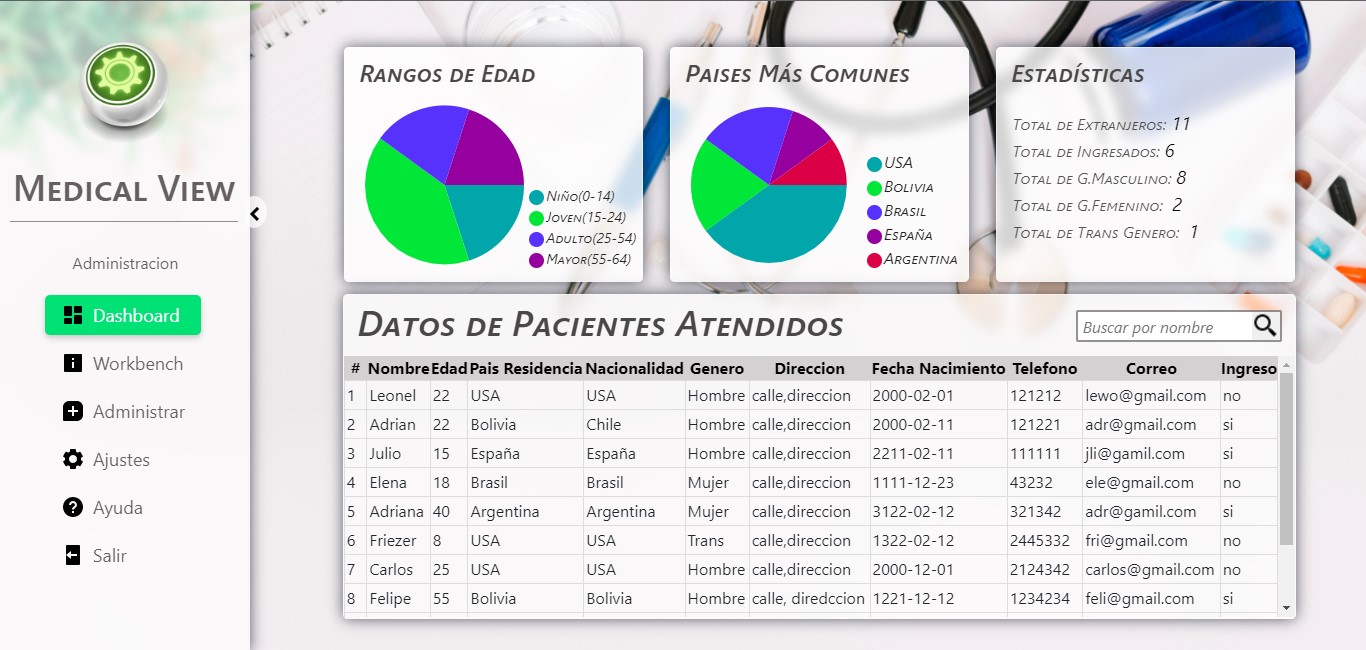 Medical View
Administracion
Dashboard
Workbench
Administrar
Ajustes
Ayuda
Salir
Rangos de Edad
Niño(0-14)
Joven(15-24)
Adulto(25-54)
Mayor(55-64)
Paises Más Comunes
USA
Bolivia
Brasil
España
Argentina
Estadísticas
Total de Extranjeros: 11
Total de Ingresados: 6
Total de G.Masculino: 8
Total de G.Femenino: 2
Total de Trans Genero: 1
Datos de Pacientes Atendidos
Buscar por nombre
# Nombre Edad Pais Residencia Nacionalidad Genero Direccion Fecha Nacimiento Telefono Correo Ingreso
1 Leonel 22 USA USA Hombre calle,direccion 2000-02-01 121212 lewo@gmail.com no
2 Adrian 22 Bolivia Chile Hombre calle,direccion 2000-02-11 121221 adr@gmail.com si
3 Julio 15 España España Hombre calle,direccion 2211-02-11 111111 jli@gamil.com si
4 Elena 18 Brasil Brasil Mujer calle,direccion 1111-12-23 43232 ele@gmail.com no
5 Adriana 40 Argentina Argentina Mujer calle,direccion 3122-02-12 321342 adr@gamil.com si
6 Friezer 8 USA USA Trans calle,direccion 1322-02-12 2445332 fri@gmail.com no
7 Carlos 25 USA USA Hombre calle,direccion 2000-12-01 2124342 carlos@gmail.com no
8 Felipe 55 Bolivia Bolivia Hombre calle, diredccion 1221-12-12 1234234 feli@gmail.com si